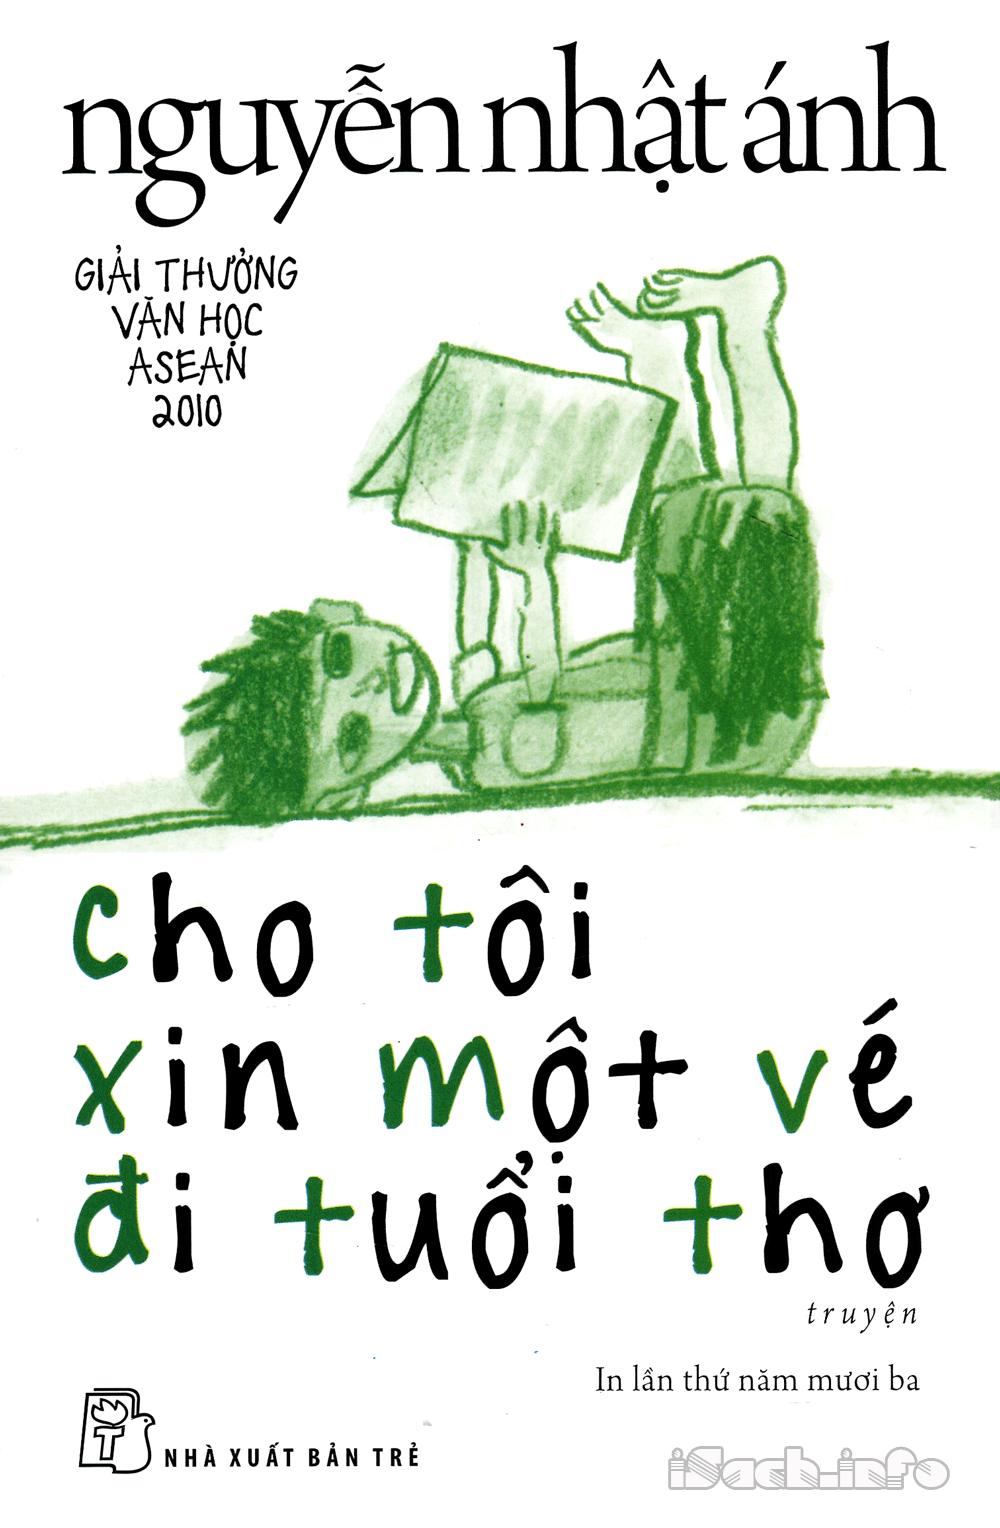 nguyễn nhật ánh
GIẢI THƯỞNG
VĂN HỌC
ASEAN
2010
cho tôi
xin một vé
đi tuổi thơ
truyện
In lần thứ năm mươi ba
T
NHÀ XUẤT BẢN TRẺ
iSach.info